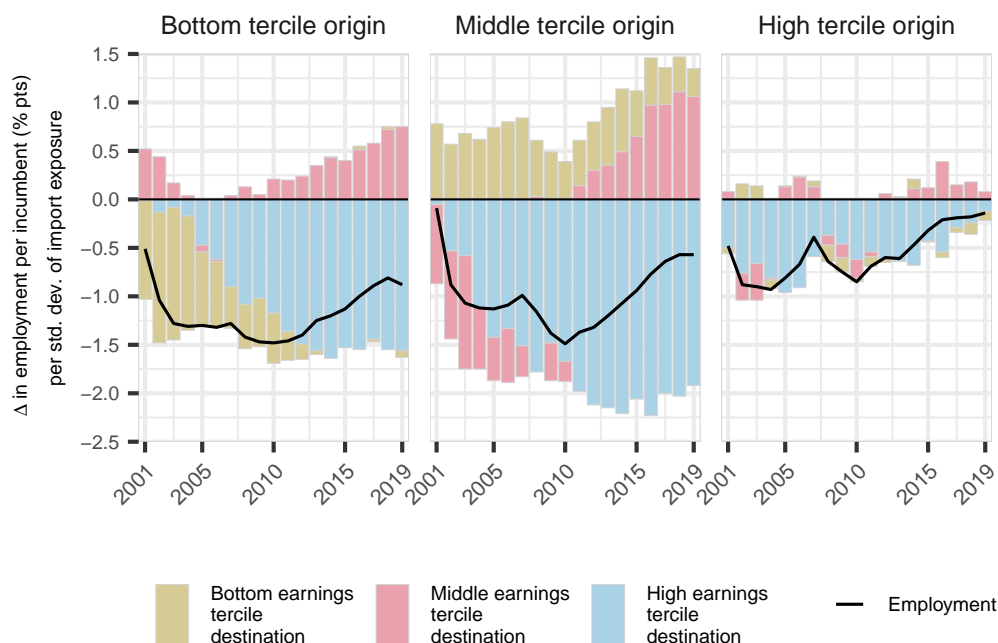 Bottom tercile origin
Middle tercile origin
High tercile origin
Δ in employment per incumbent (% pts)
per std. dev. of import exposure
1.5
1.0
0.5
0.0
−0.5
−1.0
−1.5
−2.0
−2.5
2001
2005
2010
2015
2019
2001
2005
2010
2015
2019
2001
2005
2010
2015
2019
Bottom earnings
tercile
destination
Middle earnings
tercile
destination
High earnings
tercile
destination
Employment